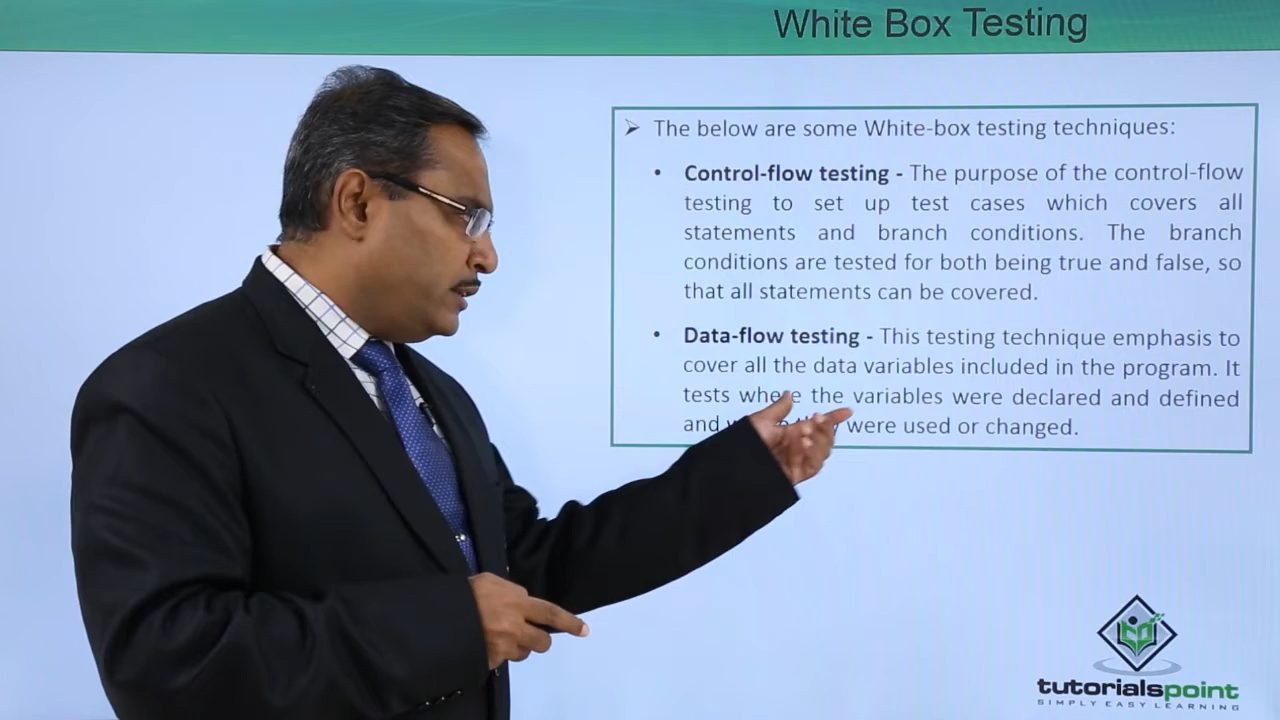 White Box Testing
➢ The below are some White-box testing techniques:
• Control-flow testing - The purpose of the control-flow
testing to set up test cases which covers all
statements and branch conditions. The branch
conditions are tested for both being true and false, so
that all statements can be covered.
• Data-flow testing - This testing technique emphasis to
cover all the data variables included in the program. It
tests where the variables were declared and defined
and were used or changed.
tutorialspoint
SIMPLY EASY LEARNING